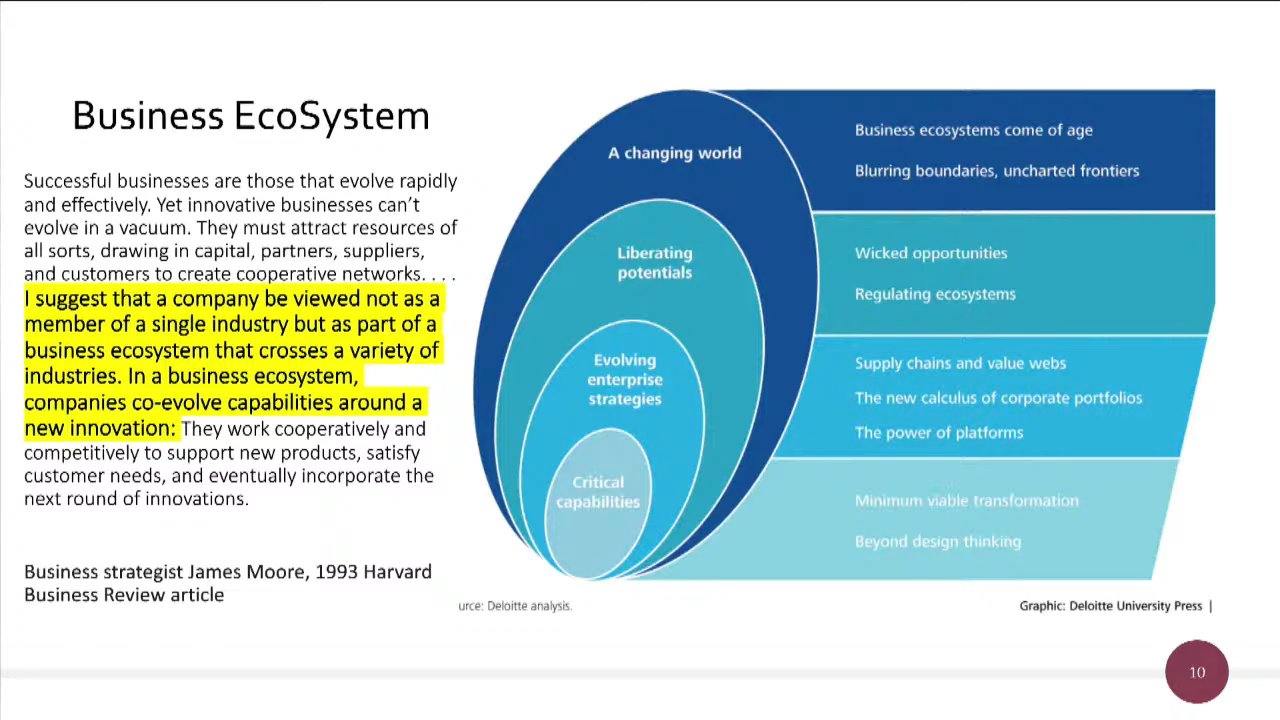 Business EcoSystem
Successful businesses are those that evolve rapidly
and effectively. Yet innovative businesses can’t
evolve in a vacuum. They must attract resources of
all sorts, drawing in capital, partners, suppliers,
and customers to create cooperative networks. . . .
I suggest that a company be viewed not as a
member of a single industry but as part of a
business ecosystem that crosses a variety of
industries. In a business ecosystem,
companies co-evolve capabilities around a
new innovation: They work cooperatively and
competitively to support new products, satisfy
customer needs, and eventually incorporate the
next round of innovations.
Business strategist James Moore, 1993 Harvard
Business Review article
A changing world
Business ecosystems come of age
Blurring boundaries, uncharted frontiers
Liberating
potentials
Wicked opportunities
Regulating ecosystems
Evolving
enterprise
strategies
Supply chains and value webs
The new calculus of corporate portfolios
The power of platforms
Critical
capabilities
Minimum viable transformation
Beyond design thinking
urce: Deloitte analysis.
Graphic: Deloitte University Press |
10